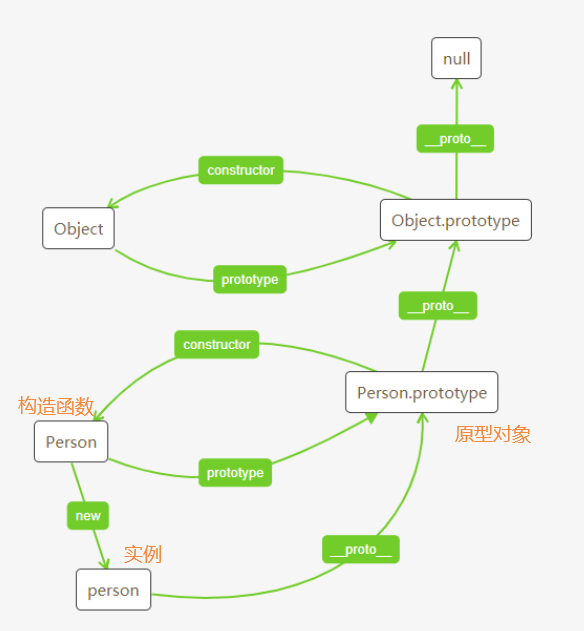 null
__proto__
constructor
Object
Object.prototype
prototype
__proto__
constructor
Person.prototype
构造函数
原型对象
Person
prototype
new
__proto__
实例
person